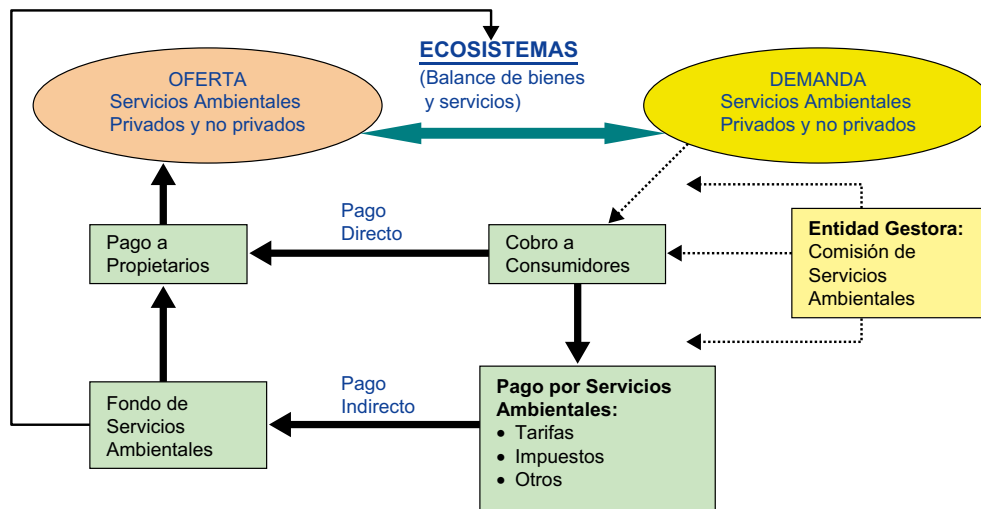 ECOSISTEMAS
(Balance de bienes
y servicios)
OFERTA
Servicios Ambientales
Privados y no privados
DEMANDA
Servicios Ambientales
Privados y no privados
Pago a
Propietarios
Pago
Directo
Cobro a
Consumidores
Entidad Gestora:
Comisión de
Servicios
Ambientales
Fondo de
Servicios
Ambientales
Pago
Indirecto
Pago por Servicios
Ambientales:
• Tarifas
• Impuestos
• Otros